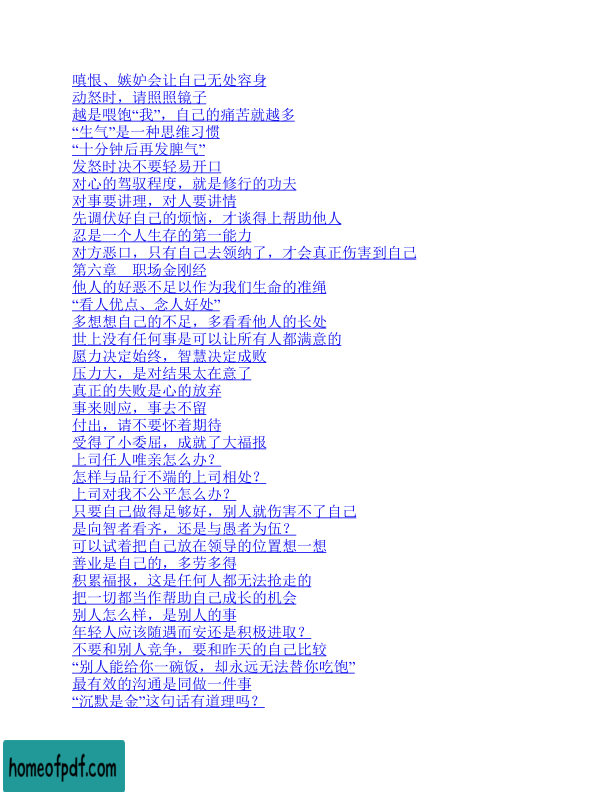 嗔恨、嫉妒会让自己无处容身
动怒时，请照照镜子
越是喂饱“我”，自己的痛苦就越多
“生气”是一种思维习惯
“十分钟后再发脾气”
发怒时决不要轻易开口
对心的驾驭程度，就是修行的功夫
对事要讲理，对人要讲情
先调伏好自己的烦恼，才谈得上帮助他人
忍是一个人生存的第一能力
对方恶口，只有自己去领纳了，才会真正伤害到自己
第六章　职场金刚经
他人的好恶不足以作为我们生命的准绳
“看人优点、念人好处”
多想想自己的不足，多看看他人的长处
世上没有任何事是可以让所有人都满意的
愿力决定始终，智慧决定成败
压力大，是对结果太在意了
真正的失败是心的放弃
事来则应，事去不留
付出，请不要怀着期待
受得了小委屈，成就了大福报
上司任人唯亲怎么办？
怎样与品行不端的上司相处？
上司对我不公平怎么办？
只要自己做得足够好，别人就伤害不了自己
是向智者看齐，还是与愚者为伍？
可以试着把自己放在领导的位置想一想
善业是自己的，多劳多得
积累福报，这是任何人都无法抢走的
把一切都当作帮助自己成长的机会
别人怎么样，是别人的事
年轻人应该随遇而安还是积极进取？
不要和别人竞争，要和昨天的自己比较
“别人能给你一碗饭，却永远无法替你吃饱”
最有效的沟通是同做一件事
“沉默是金”这句话有道理吗？
homeofpdf.com